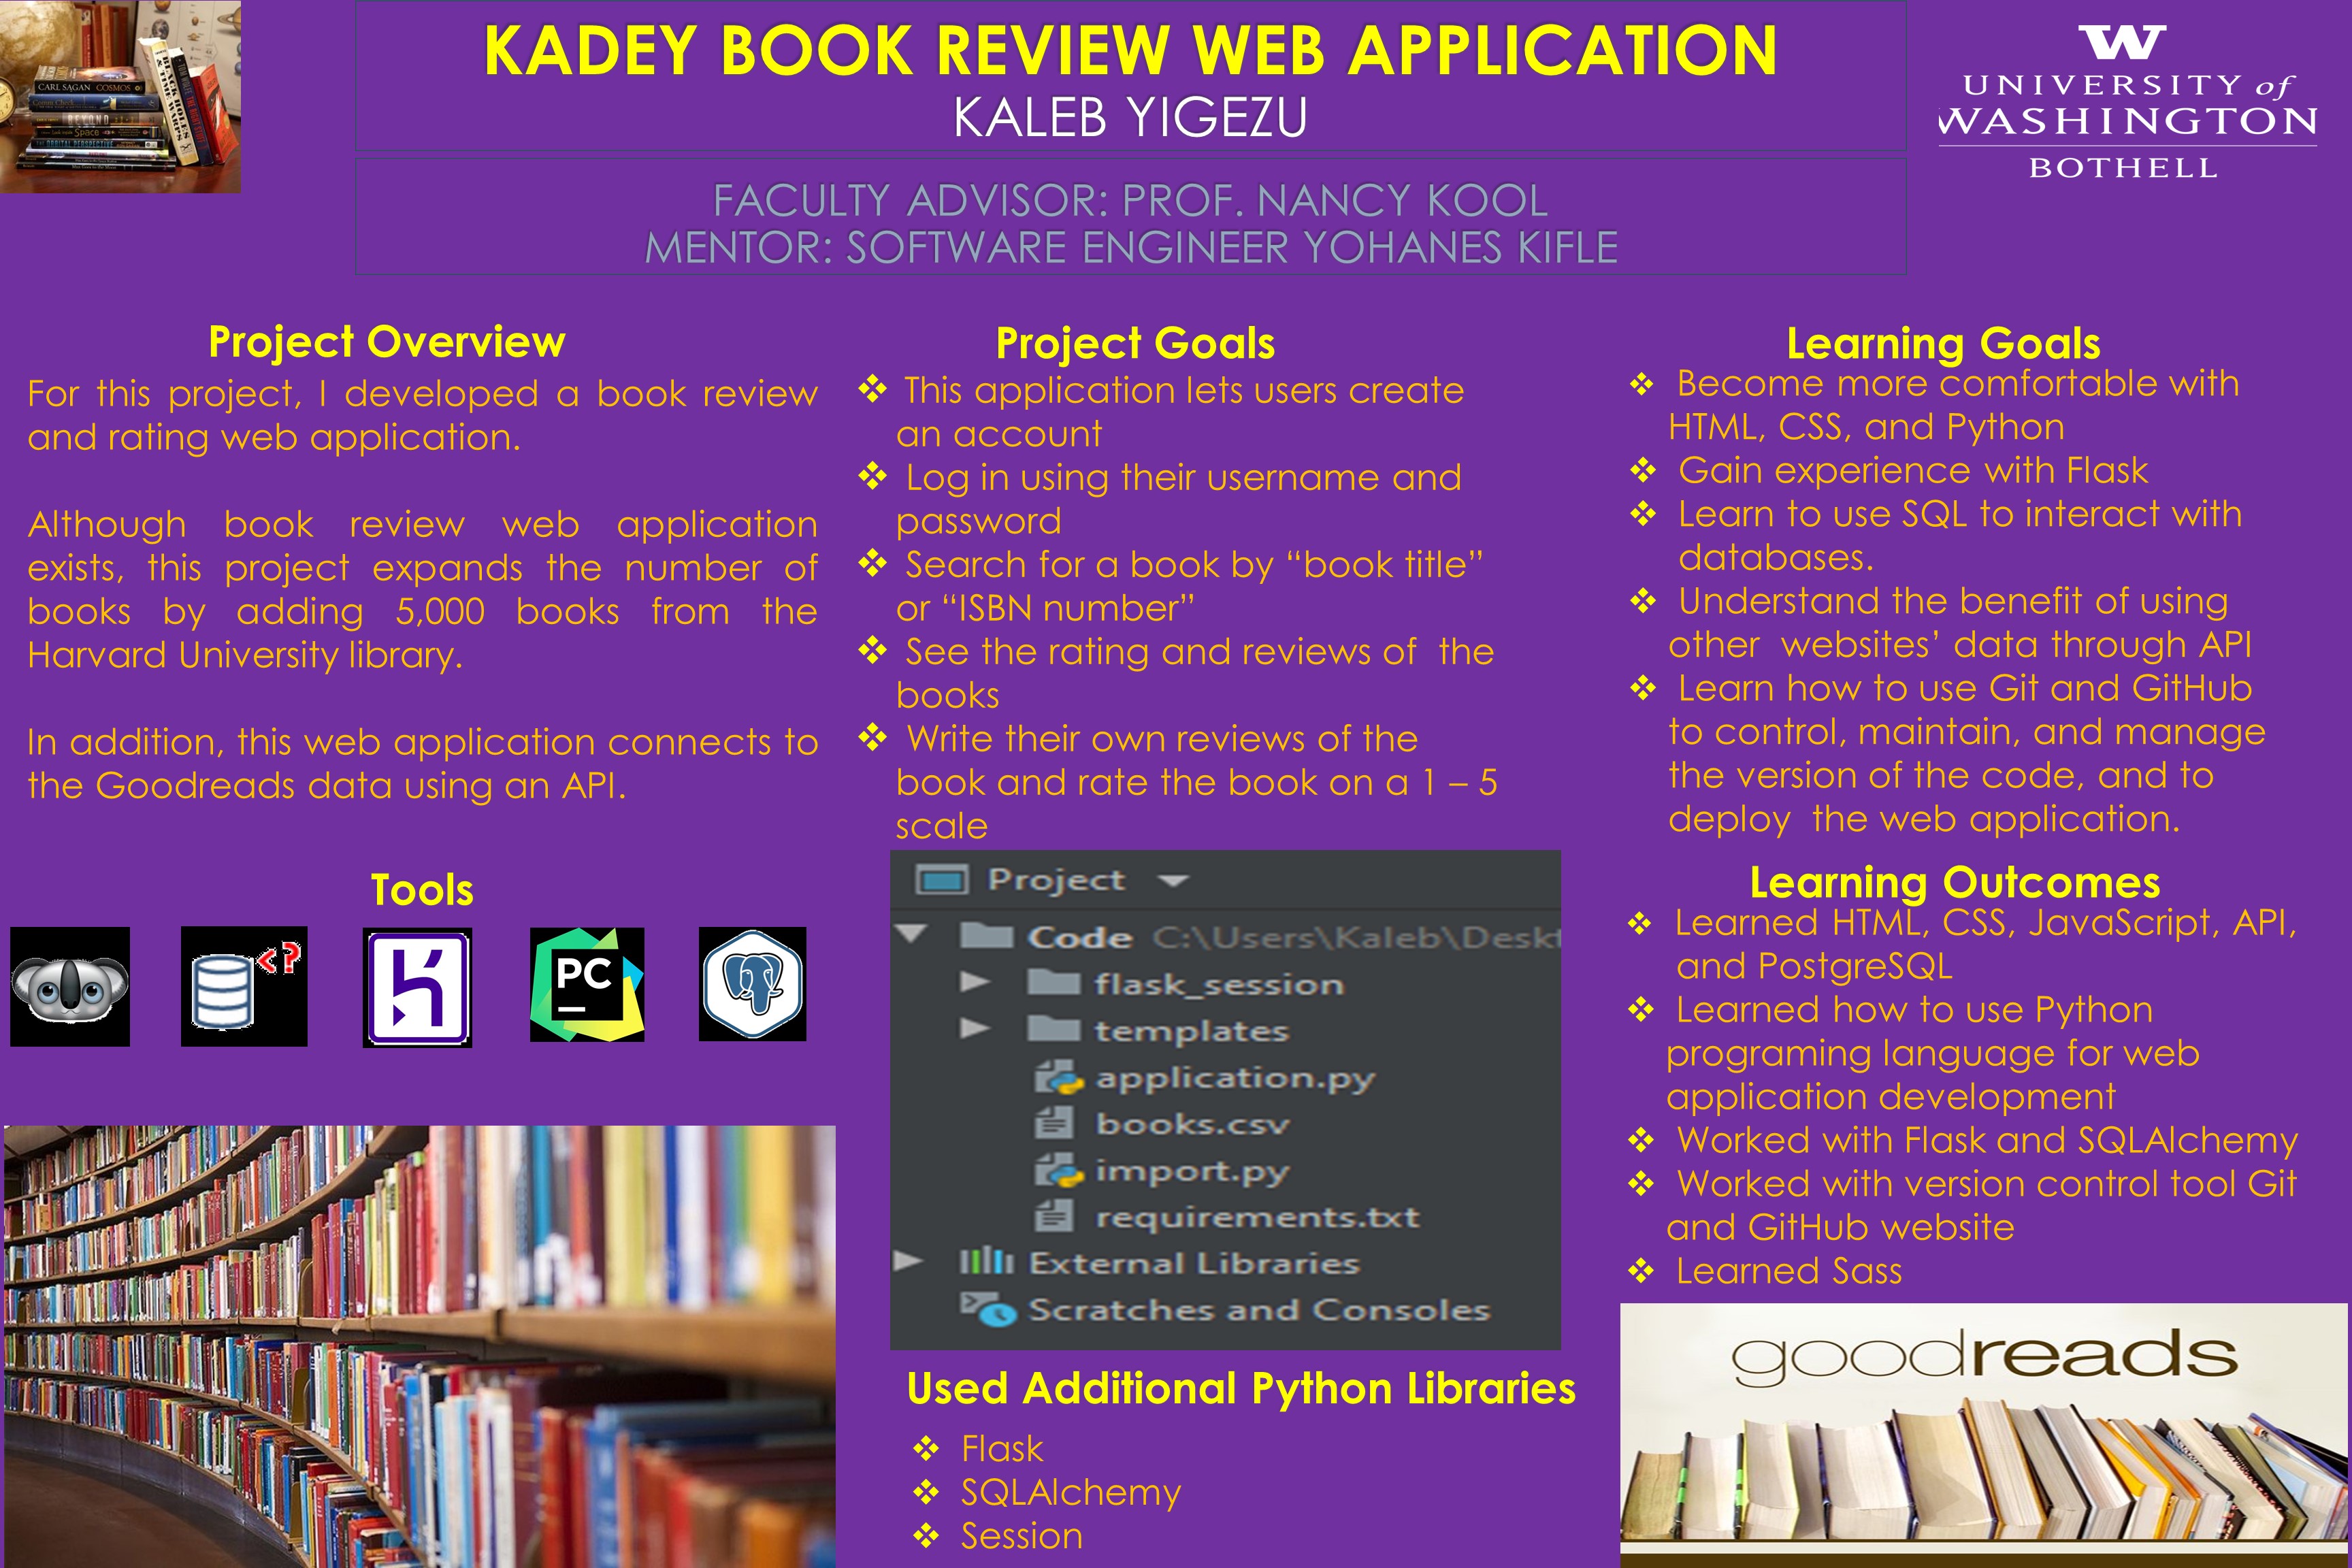 KADEY BOOK REVIEW WEB APPLICATION
KALEB YIGEZU
FACULTY ADVISOR: PROF. NANCY KOOL
MENTOR: SOFTWARE ENGINEER YOHANES KIFLE
W
UNIVERSITY of
WASHINGTON
BOTHELL
CARL SAGAN COSMOS
BEYOND
Space
BLACK HOLES
& TIME WARPS
Project Overview
For this project, I developed a book review
and rating web application.
Although book review web application
exists, this project expands the number of
books by adding 5,000 books from the
Harvard University library.
In addition, this web application connects to
the Goodreads data using an API.
Tools
<?
PC
Project Goals
❖ This application lets users create
an account
❖ Log in using their username and
password
❖ Search for a book by “book title”
or “ISBN number”
❖ See the rating and reviews of  the
books
❖ Write their own reviews of the
book and rate the book on a 1 – 5
scale
Project
Code C:\Users\Kaleb\Deskt
flask_session
templates
application.py
books.csv
import.py
requirements.txt
External Libraries
Scratches and Consoles
Used Additional Python Libraries
❖ Flask
❖ SQLAlchemy
❖ Session
Learning Goals
❖ Become more comfortable with
HTML, CSS, and Python
❖ Gain experience with Flask
❖ Learn to use SQL to interact with
databases.
❖ Understand the benefit of using
other  websites’ data through API
❖ Learn how to use Git and GitHub
to control, maintain, and manage
the version of the code, and to
deploy  the web application.
Learning Outcomes
❖ Learned HTML, CSS, JavaScript, API,
and PostgreSQL
❖ Learned how to use Python
programing language for web
application development
❖ Worked with Flask and SQLAlchemy
❖ Worked with version control tool Git
and GitHub website
❖ Learned Sass
goodreads